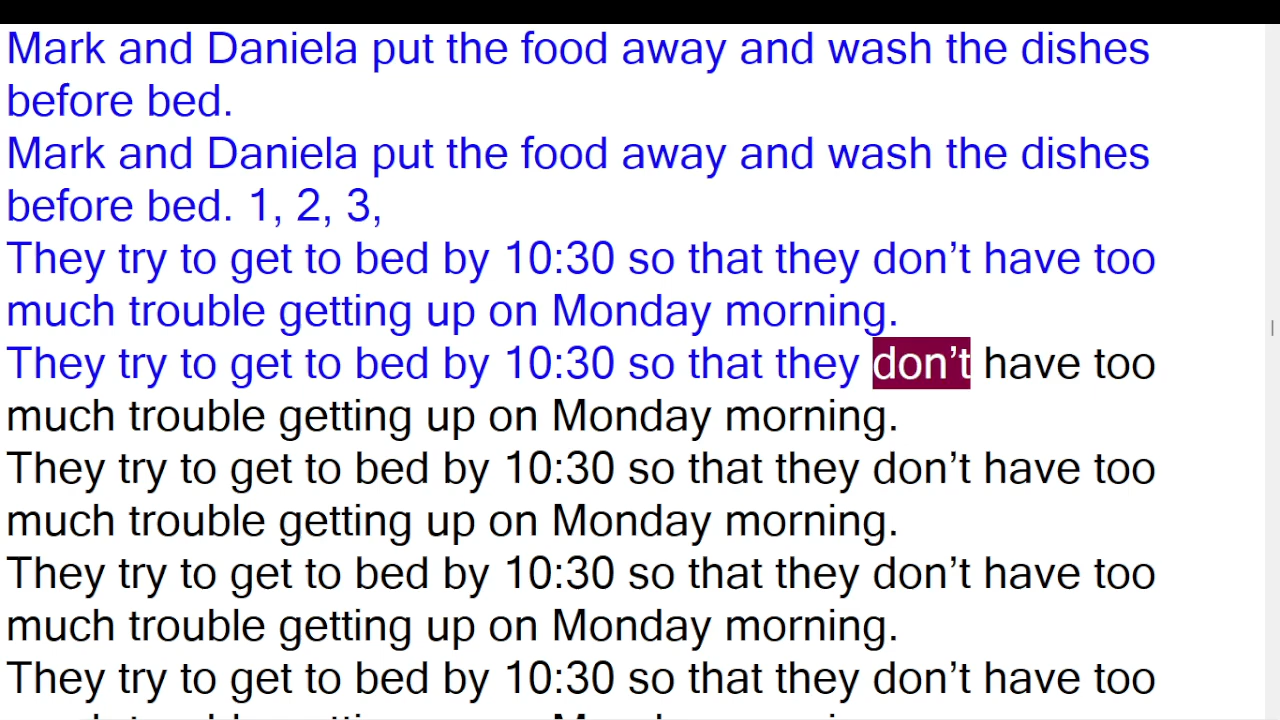 Mark and Daniela put the food away and wash the dishes
before bed.
Mark and Daniela put the food away and wash the dishes
before bed. 1, 2, 3,
They try to get to bed by 10:30 so that they don’t have too
much trouble getting up on Monday morning.
They try to get to bed by 10:30 so that they don’t have too
much trouble getting up on Monday morning.
They try to get to bed by 10:30 so that they don’t have too
much trouble getting up on Monday morning.
They try to get to bed by 10:30 so that they don’t have too
much trouble getting up on Monday morning.
They try to get to bed by 10:30 so that they don’t have too